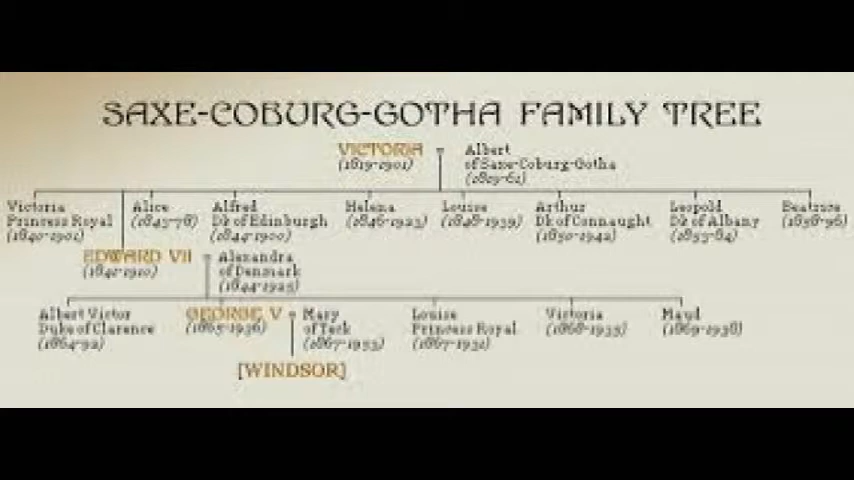 SAXE-COBURG-GOTHA FAMILY TREE
VICTORIA = Albert
(1819-1901) of Saxe-Coburg-Gotha
(1819-61)
Victoria Alice Alfred Helena Louise Arthur Leopold Beatrice
Princess Royal (1843-78) Dk of Edinburgh (1846-1923) (1848-1939) Dk of Connaught Dk of Albany (1858-96)
(1840-1901) (1844-1900) (1850-1942) (1853-84)
EDWARD VII = Alexandra
(1841-1910) of Denmark
(1844-1925)
Albert Victor GEORGE V = Mary Louise Victoria Maud
Duke of Clarence (1865-1936) of Teck Princess Royal (1868-1935) (1869-1938)
(1864-92) (1867-1953) (1867-1931)
[WINDSOR]